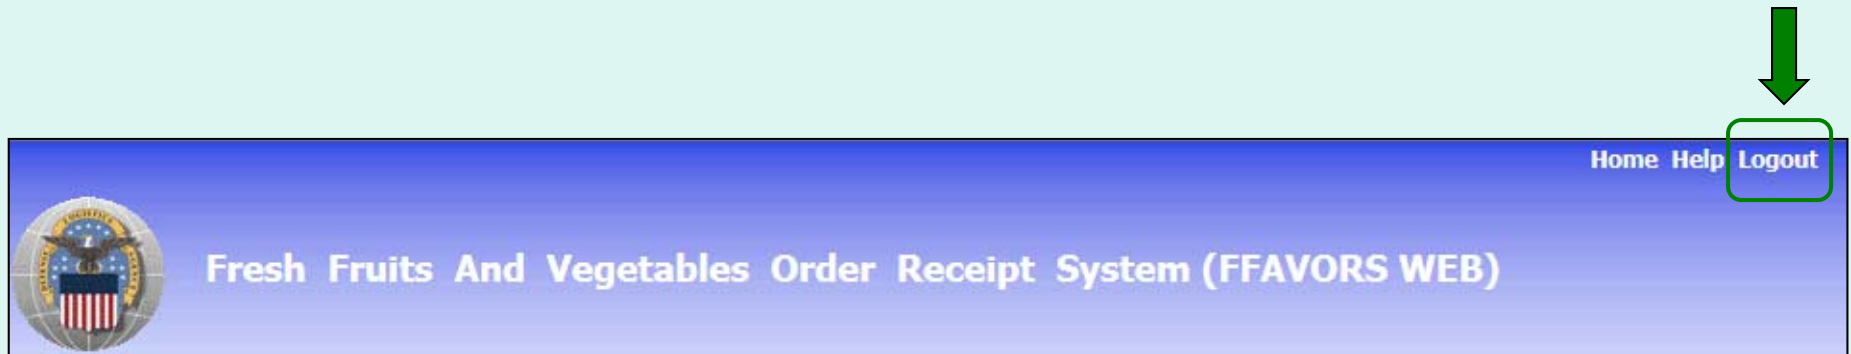 Home Help Logout
Fresh Fruits And Vegetables Order Receipt System (FFAVORS WEB)